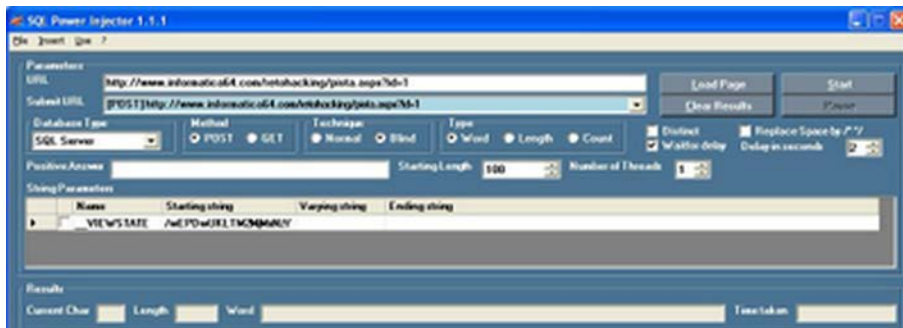 SQL Power Injector 1.1.1
File Insert Use ?
Parameters
URL http://www.informatica64.com/retohacking/pista.aspx?id=1 Load Page Start
Submit URL [POST] http://www.informatica64.com/retohacking/pista.aspx?id=1 Clear Results Pause
Database Type Method Technique Type
SQL Server POST GET Normal Blind Word Length Count Distinct Replace Space by /**/
Waitfor delay Delay in seconds 2
Positive Answer Starting Length 100 Number of Threads 1
String Parameters
Name Starting string Varying string Ending string
__VIEWSTATE
Results
Current Char Length Word Time taken